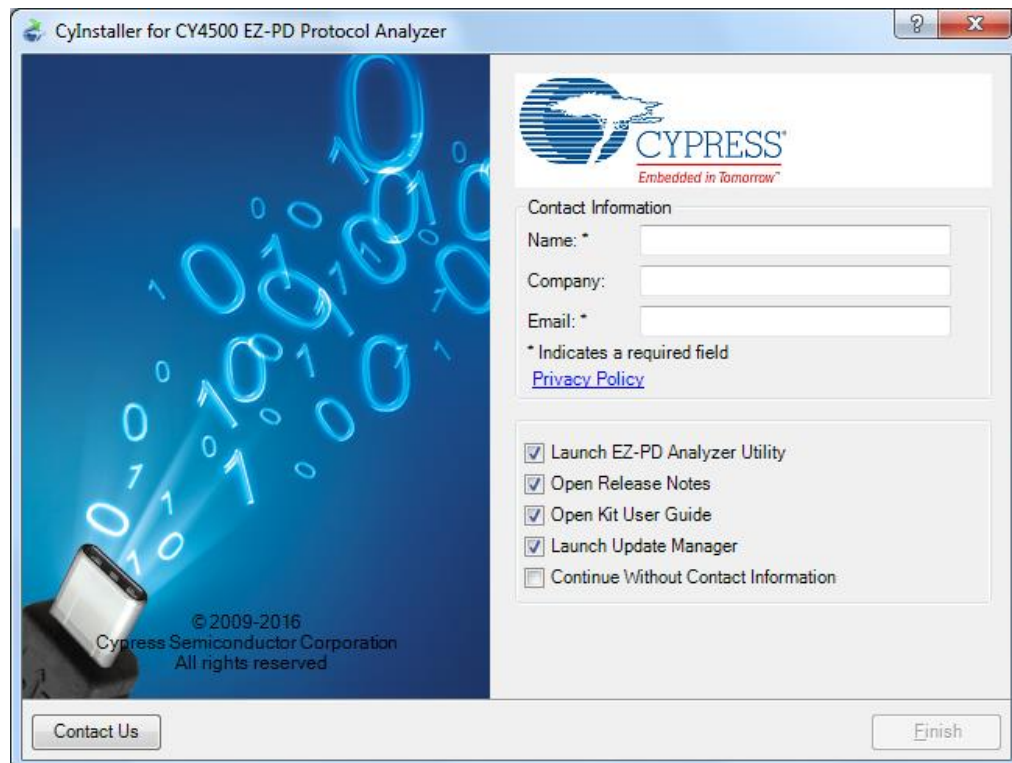 CyInstaller for CY4500 EZ-PD Protocol Analyzer
?
CYPRESS®
Embedded in Tomorrow™
Contact Information
Name: *
Company:
Email: *
* Indicates a required field
Privacy Policy
Launch EZ-PD Analyzer Utility
Open Release Notes
Open Kit User Guide
Launch Update Manager
Continue Without Contact Information
© 2009-2016
Cypress Semiconductor Corporation
All rights reserved
Contact Us
Finish